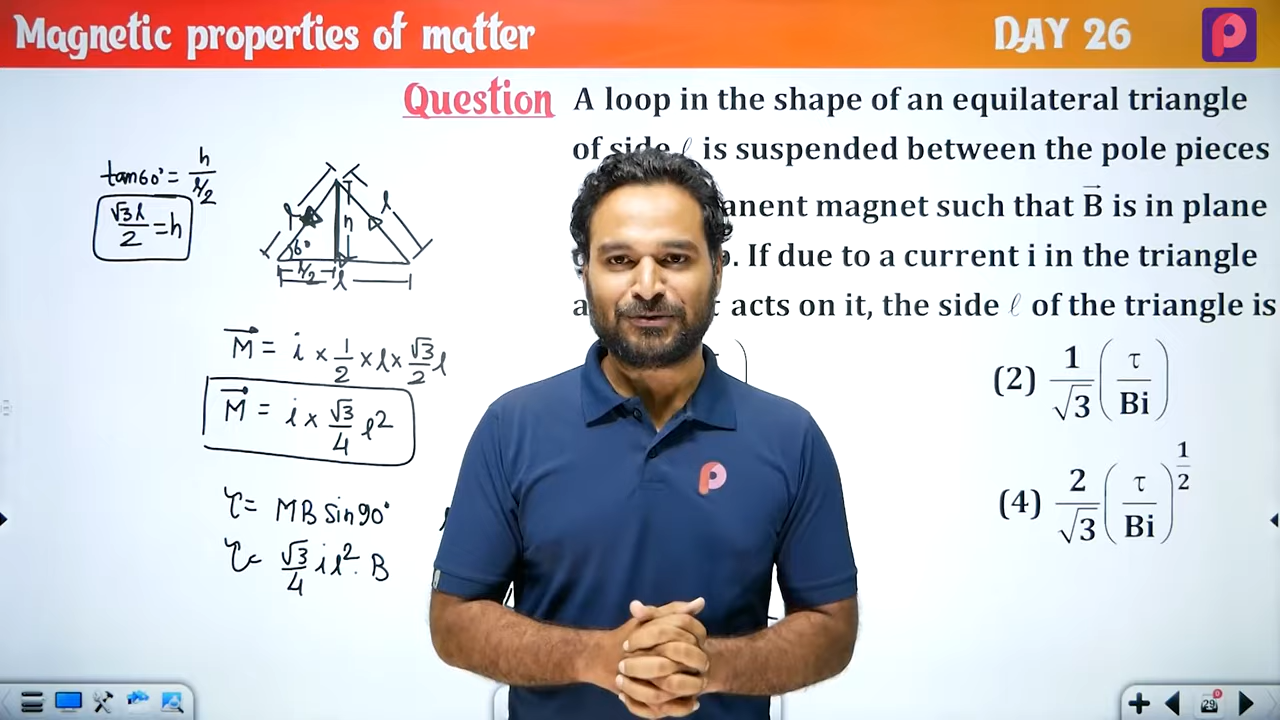 Magnetic properties of matter
DAY 26
Question
A loop in the shape of an equilateral triangle
of side ℓ is suspended between the pole pieces
anent magnet such that B⃗ is in plane
. If due to a current i in the triangle
a
acts on it, the side ℓ of the triangle is
tan60° = h / l/2
√3l/2 = h
l
l
h
6°
l/2
l
M⃗ = i × 1/2 × l × √3/2 l
M⃗ = i × √3/4 l²
τ = MB sin90°
τ = √3/4 il². B
(2) 1/√3 (τ/Bi)
(4) 2/√3 (τ/Bi)^1/2
29